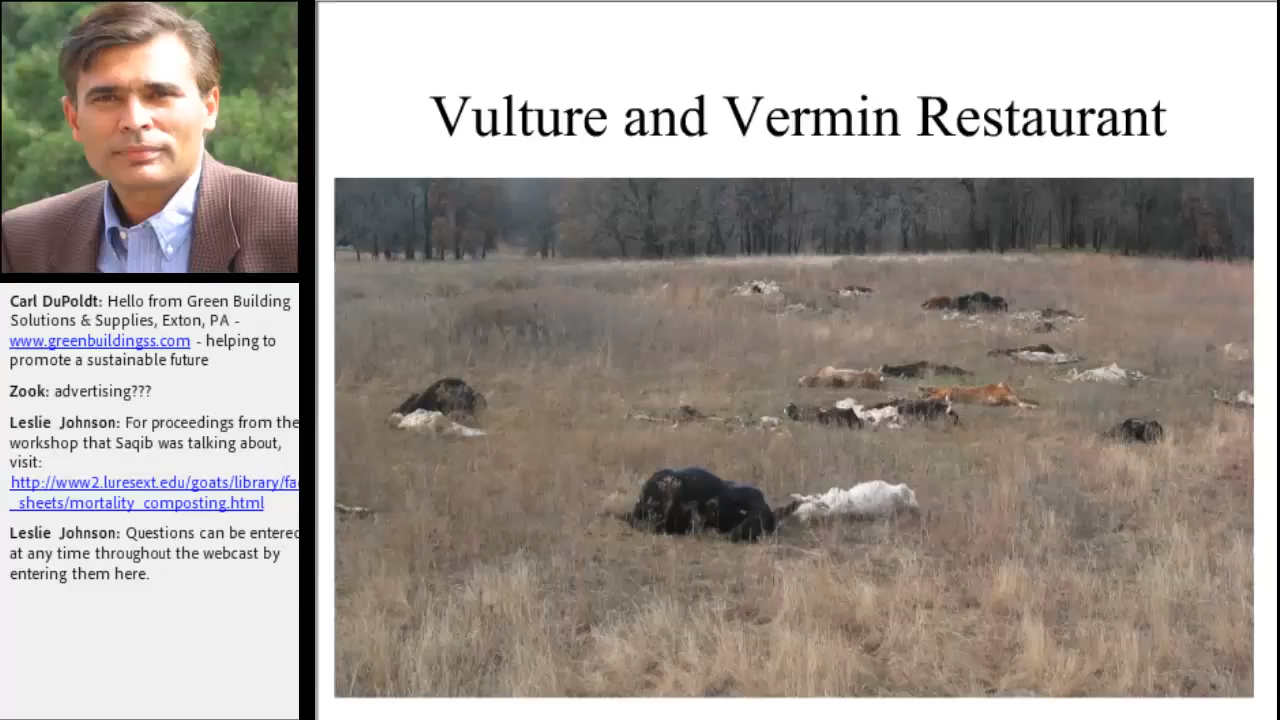 Vulture and Vermin Restaurant
Carl DuPoldt: Hello from Green Building
Solutions & Supplies, Exton, PA -
www.greenbuildingss.com - helping to
promote a sustainable future
Zook: advertising???
Leslie Johnson: For proceedings from the
workshop that Saqib was talking about,
visit:
http://www2.luresext.edu/goats/library/fac
_sheets/mortality_composting.html
Leslie Johnson: Questions can be entered
at any time throughout the webcast by
entering them here.